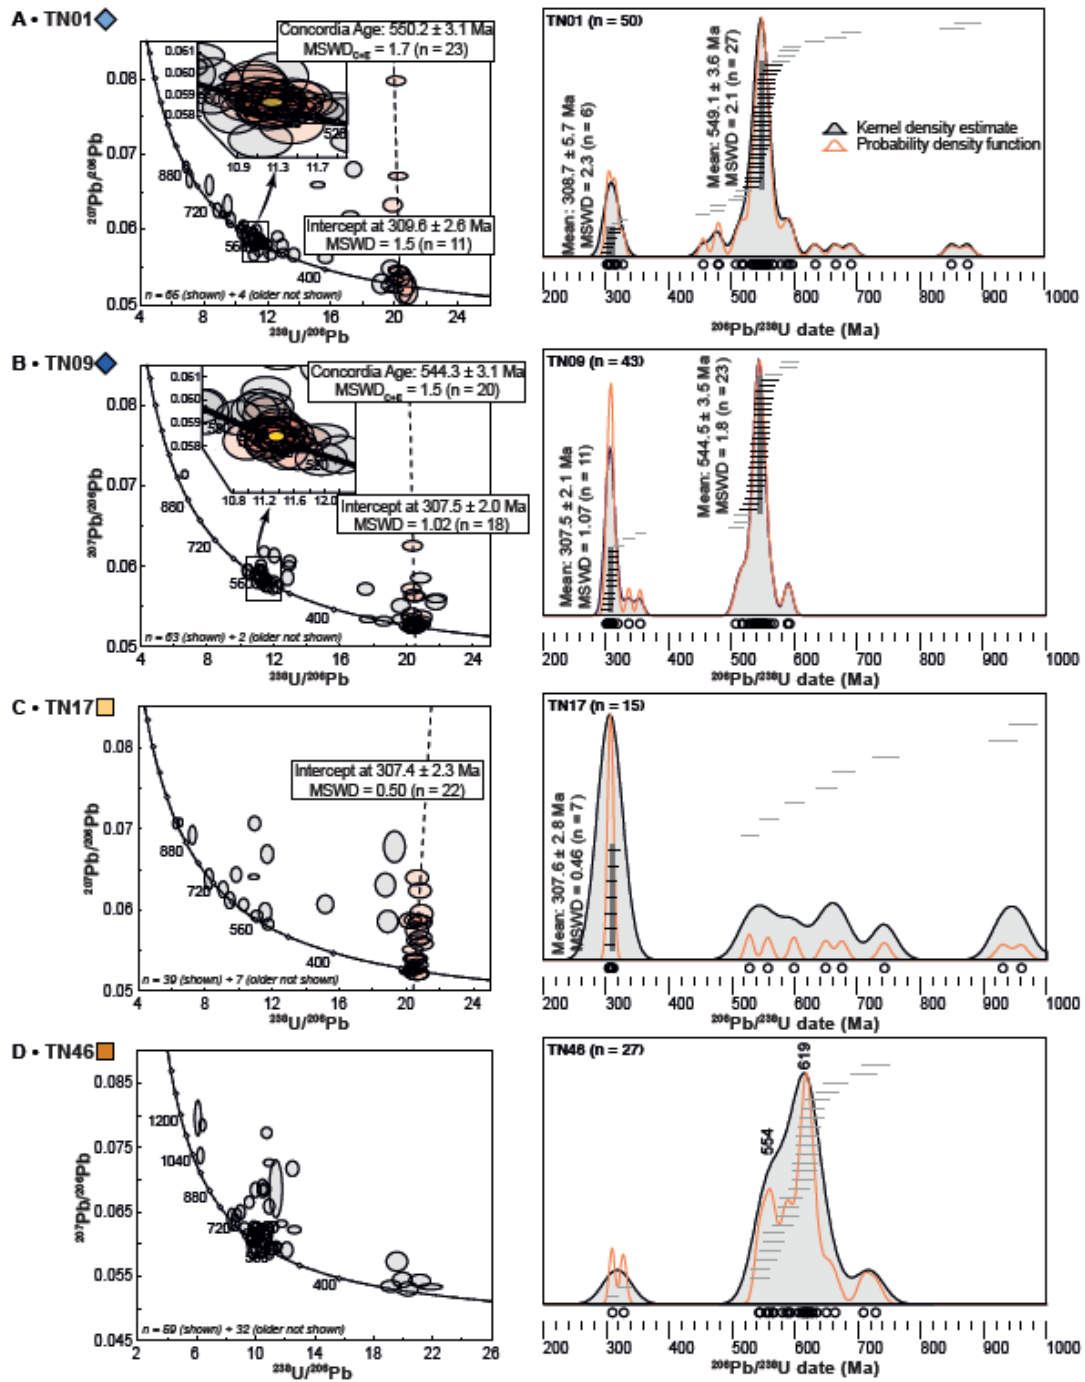 A • TN01
Concordia Age: 550.2 ± 3.1 Ma
MSWD C+E = 1.7 (n = 23)
0.061
0.060
0.059
0.058
520
10.9 11.3 11.7
0.08
0.07
0.06
0.05
880
720
560
400
Intercept at 309.6 ± 2.6 Ma
MSWD = 1.5 (n = 11)
n = 66 (shown) + 4 (older not shown)
4 8 12 16 20 24
²³⁸U/²⁰⁶Pb
²⁰⁷Pb/²⁰⁶Pb
TN01 (n = 50)
Mean: 308.7 ± 5.7 Ma
MSWD = 2.3 (n = 6)
Mean: 549.1 ± 3.6 Ma
MSWD = 2.1 (n = 27)
Kernel density estimate
Probability density function
200 300 400 500 600 700 800 900 1000
²⁰⁶Pb/²³⁸U date (Ma)
B • TN09
Concordia Age: 544.3 ± 3.1 Ma
MSWD C+E = 1.5 (n = 20)
0.061
0.060
0.059
0.058
10.8 11.2 11.6 12.0
0.08
0.07
0.06
0.05
880
720
560
400
Intercept at 307.5 ± 2.0 Ma
MSWD = 1.02 (n = 18)
n = 63 (shown) + 2 (older not shown)
4 8 12 16 20 24
²³⁸U/²⁰⁶Pb
²⁰⁷Pb/²⁰⁶Pb
TN09 (n = 43)
Mean: 307.5 ± 2.1 Ma
MSWD = 1.07 (n = 11)
Mean: 544.5 ± 3.5 Ma
MSWD = 1.8 (n = 23)
200 300 400 500 600 700 800 900 1000
²⁰⁶Pb/²³⁸U date (Ma)
C • TN17
0.08
0.07
0.06
0.05
880
720
560
400
Intercept at 307.4 ± 2.3 Ma
MSWD = 0.50 (n = 22)
n = 39 (shown) + 7 (older not shown)
4 8 12 16 20 24
²³⁸U/²⁰⁶Pb
²⁰⁷Pb/²⁰⁶Pb
TN17 (n = 15)
Mean: 307.6 ± 2.8 Ma
MSWD = 0.46 (n = 7)
200 300 400 500 600 700 800 900 1000
²⁰⁶Pb/²³⁸U date (Ma)
D • TN46
0.085
0.075
0.065
0.055
0.045
1200
1040
880
720
400
n = 59 (shown) + 32 (older not shown)
6 10 14 18 22 26
²³⁸U/²⁰⁶Pb
²⁰⁷Pb/²⁰⁶Pb
TN46 (n = 27)
554
619
200 300 400 500 600 700 800 900 1000
²⁰⁶Pb/²³⁸U date (Ma)